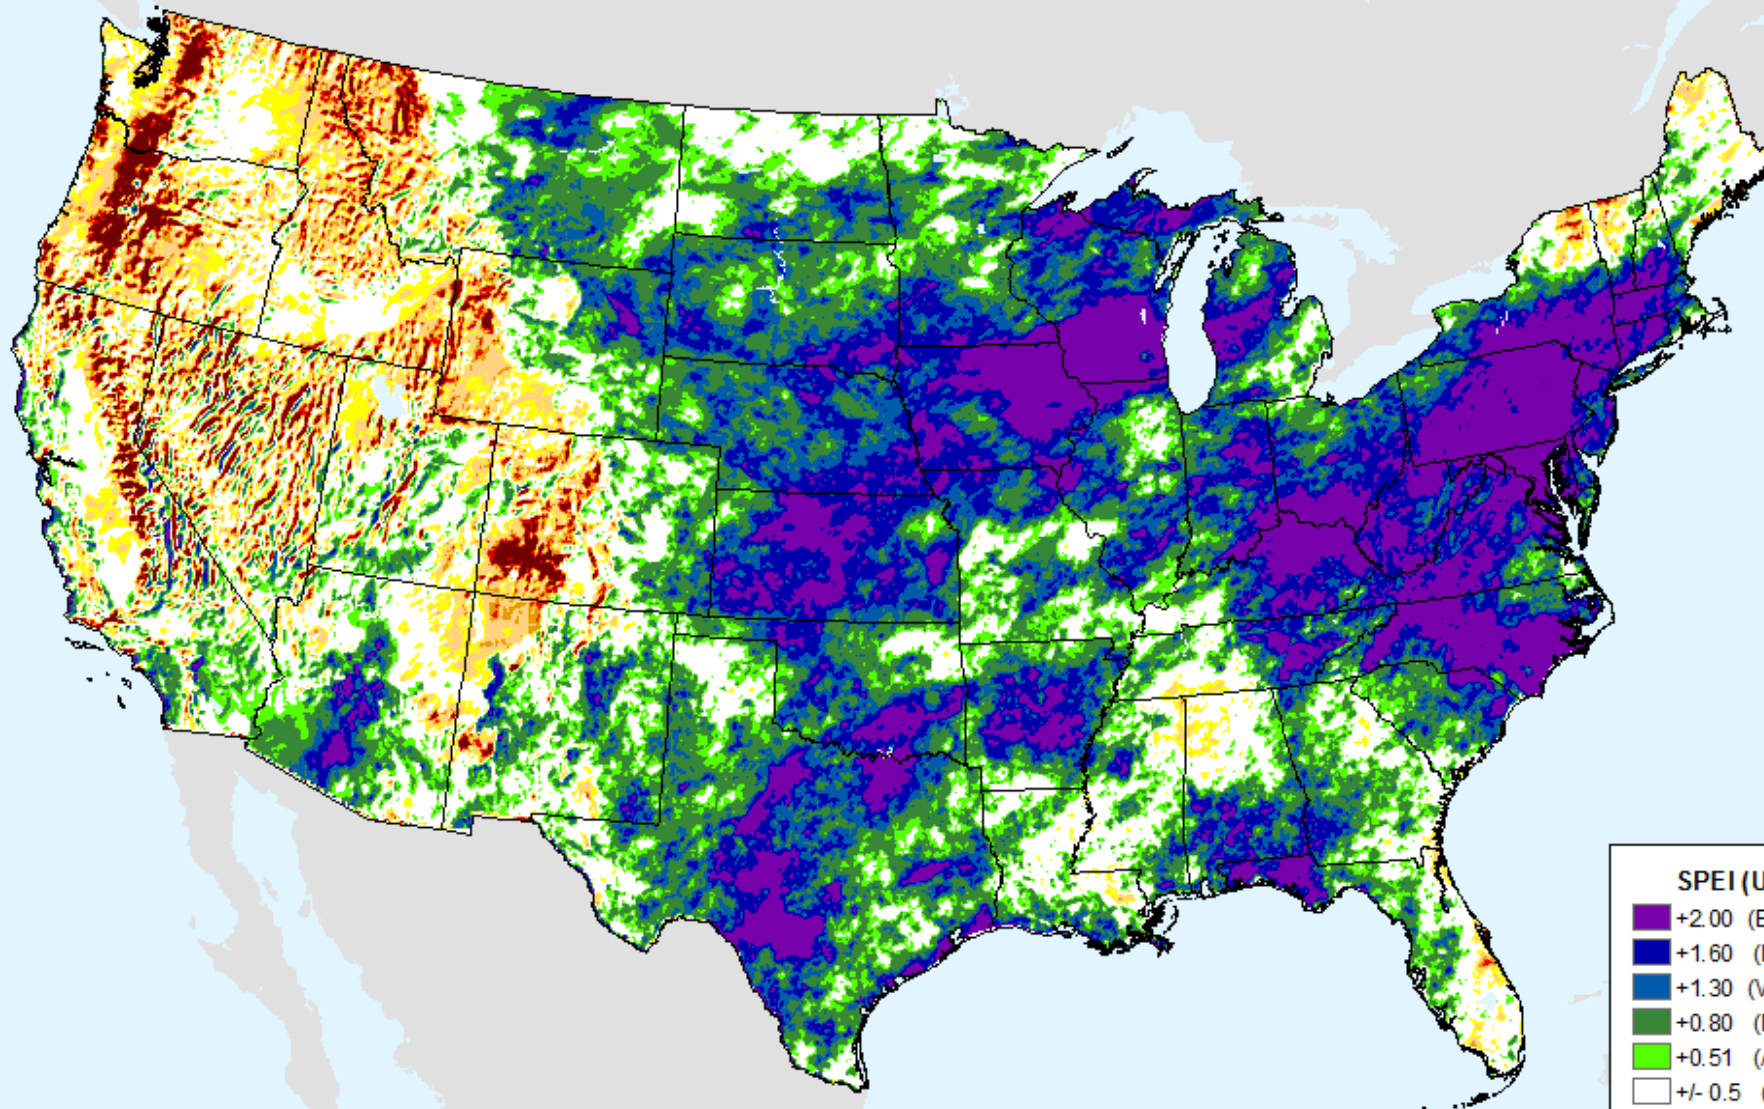 SPEI (U
+2.00 (E
+1.60 (
+1.30 (V
+0.80 (
+0.51 (
+/- 0.5 (